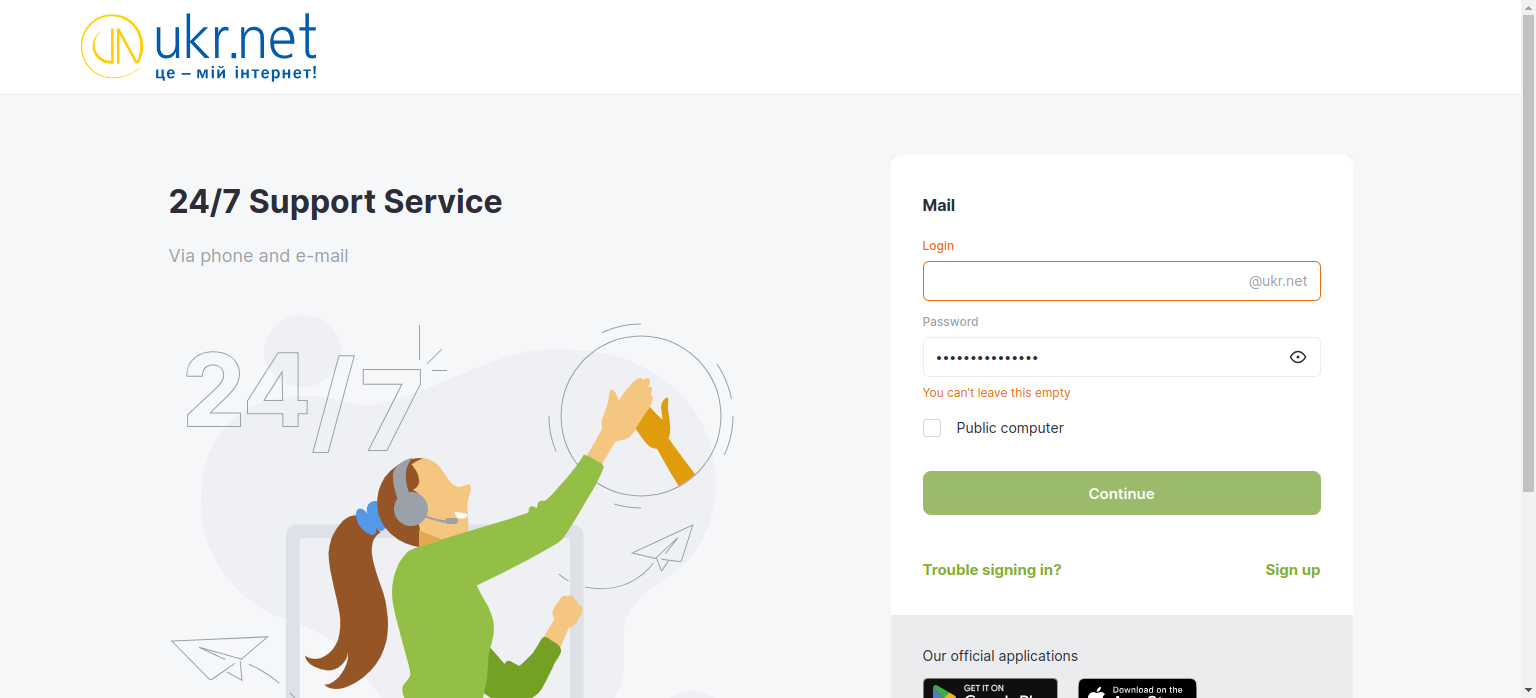 ukr.net
це – мій інтернет!
24/7 Support Service
Via phone and e-mail
24/7
Mail
Login
@ukr.net
Password
You can't leave this empty
Public computer
Continue
Trouble signing in?
Sign up
Our official applications
GET IT ON
Download on the